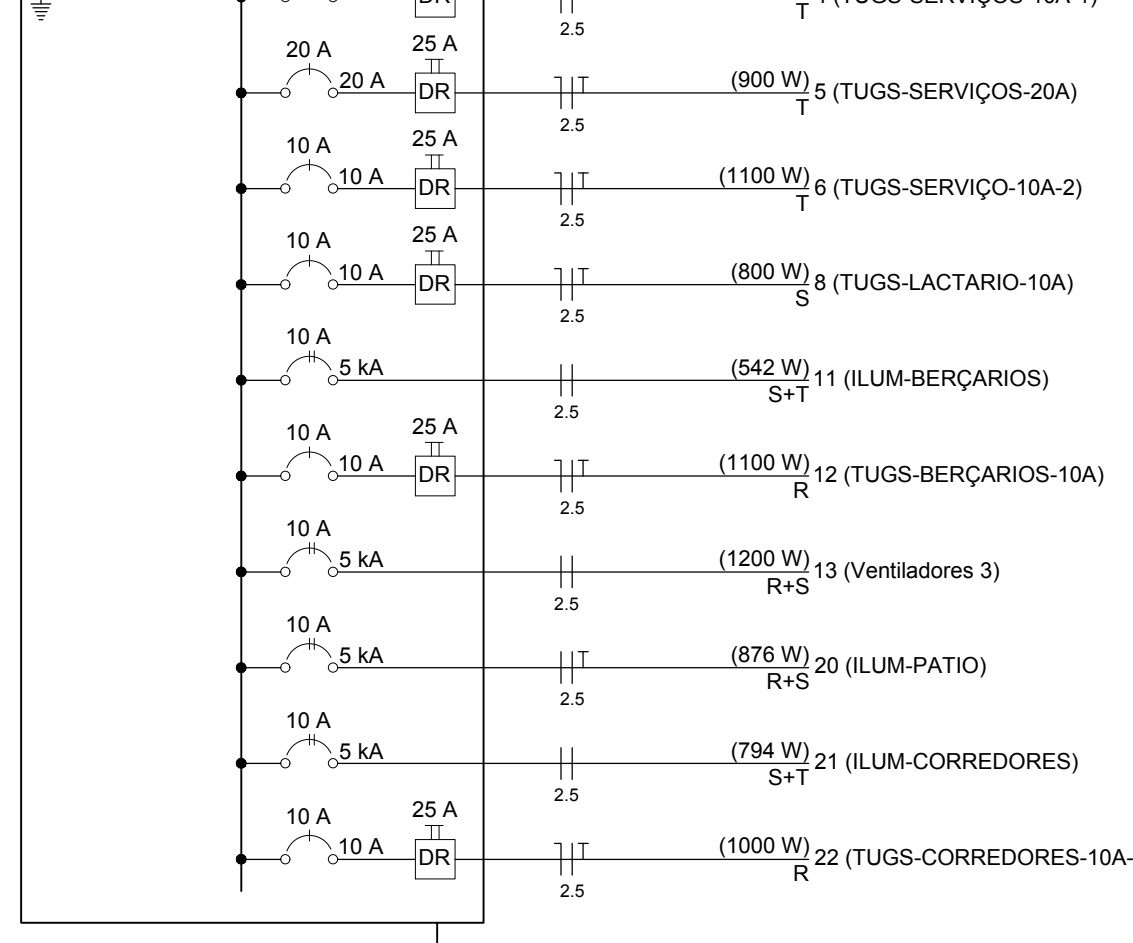 DR
2.5
T
20 A
20 A
25 A
DR
2.5
(900 W)
T
5 (TUGS-SERVIÇOS-20A)
10 A
10 A
25 A
DR
2.5
(1100 W)
T
6 (TUGS-SERVIÇO-10A-2)
10 A
10 A
25 A
DR
2.5
(800 W)
S
8 (TUGS-LACTARIO-10A)
10 A
5 kA
2.5
(542 W)
S+T
11 (ILUM-BERÇARIOS)
10 A
10 A
25 A
DR
2.5
(1100 W)
R
12 (TUGS-BERÇARIOS-10A)
10 A
5 kA
2.5
(1200 W)
R+S
13 (Ventiladores 3)
10 A
5 kA
2.5
(876 W)
R+S
20 (ILUM-PATIO)
10 A
5 kA
2.5
(794 W)
S+T
21 (ILUM-CORREDORES)
10 A
10 A
25 A
DR
2.5
(1000 W)
R
22 (TUGS-CORREDORES-10A-